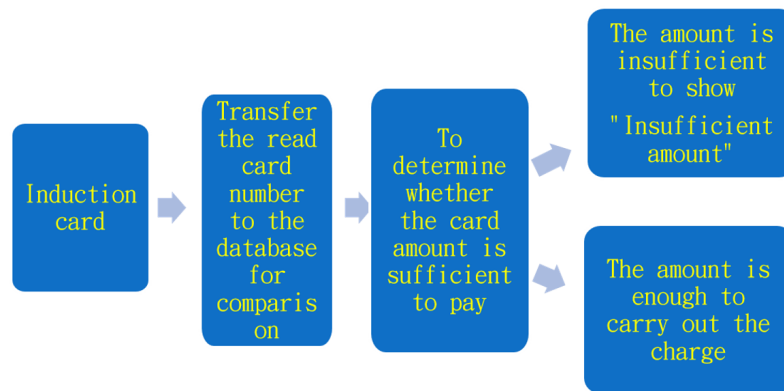 Induction
card
Transfer
the read
card
number
to the
database
for
comparis
on
To
determine
whether
the card
amount is
sufficient
to pay
The amount is
insufficient
to show
"Insufficient
amount"
The amount is
enough to
carry out the
charge